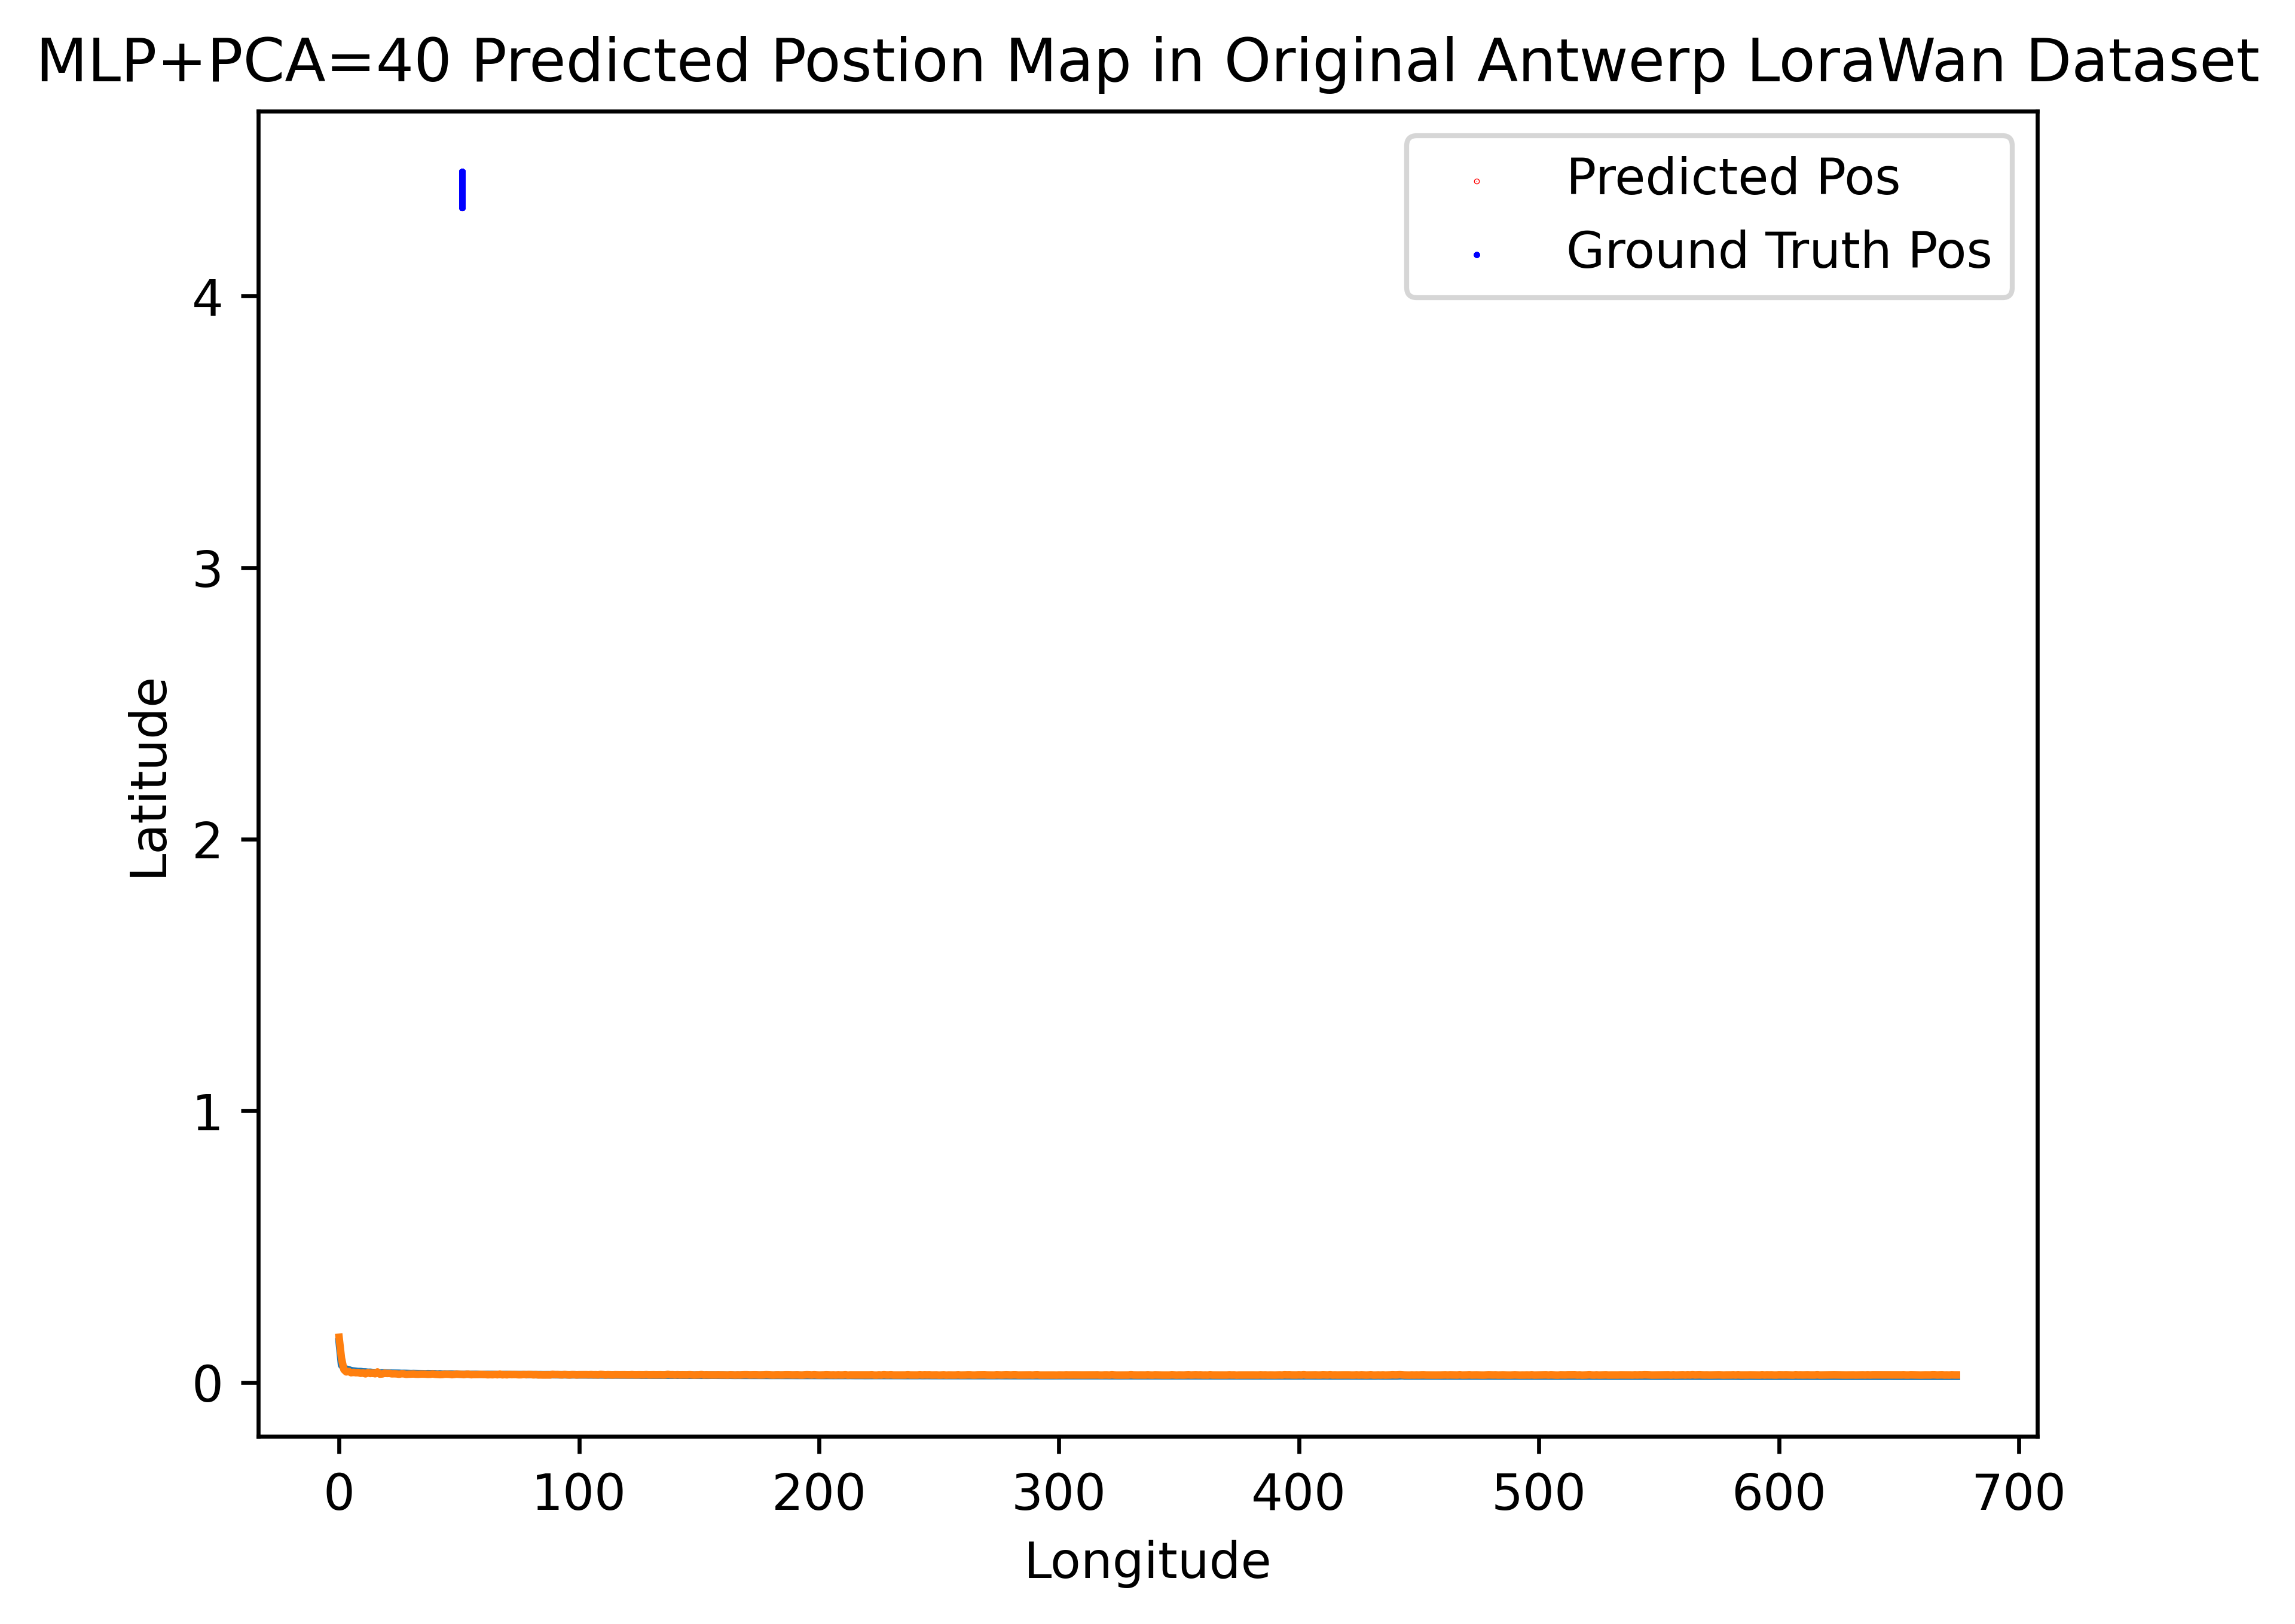 MLP+PCA=40 Predicted Postion Map in Original Antwerp LoraWan Dataset
Predicted Pos
Ground Truth Pos
4
3
2
1
0
Latitude
0 100 200 300 400 500 600 700
Longitude